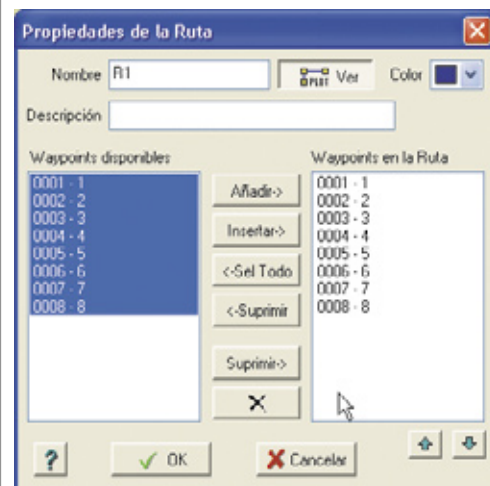 Propiedades de la Ruta
Nombre R1 Ver Color
Descripción
Waypoints disponibles
0001 - 1
0002 - 2
0003 - 3
0004 - 4
0005 - 5
0006 - 6
0007 - 7
0008 - 8
Añadir->
Insertar->
<-Sel Todo
<-Suprimir
Suprimir->
X
Waypoints en la Ruta
0001 - 1
0002 - 2
0003 - 3
0004 - 4
0005 - 5
0006 - 6
0007 - 7
0008 - 8
? OK Cancelar